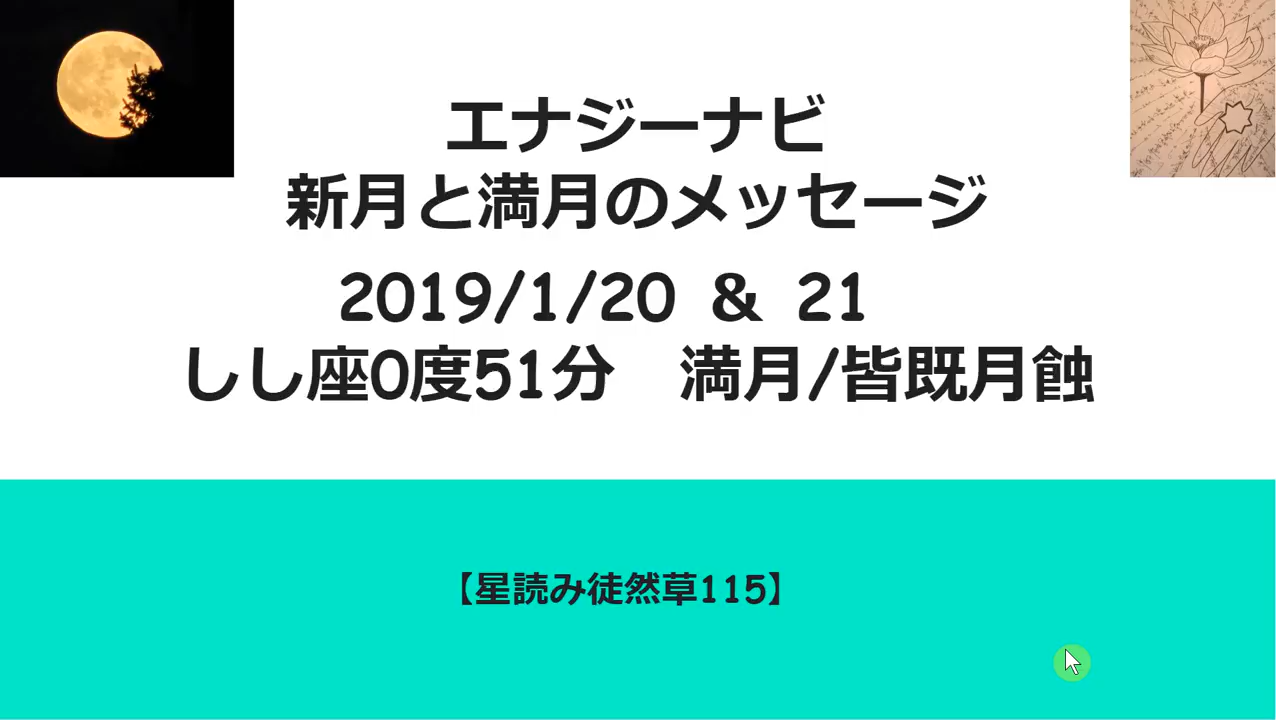 エナジーナビ
新月と満月のメッセージ
2019/1/20 & 21
しし座0度51分　満月/皆既月蝕
【星読み徒然草115】